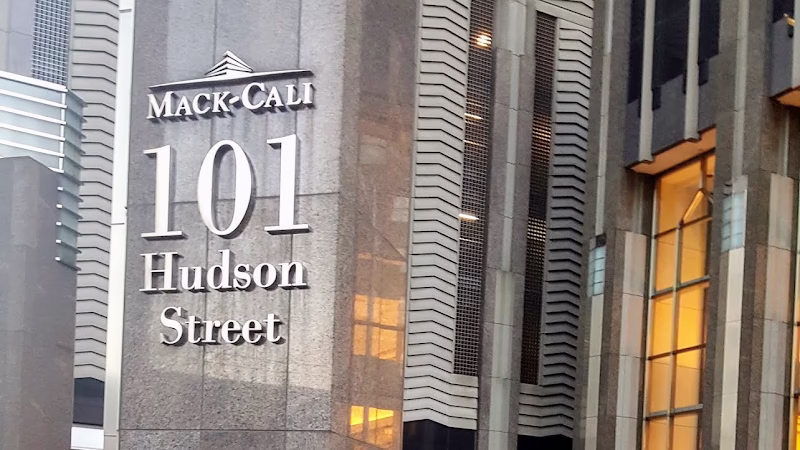 MACK-CALI
101
Hudson
Street